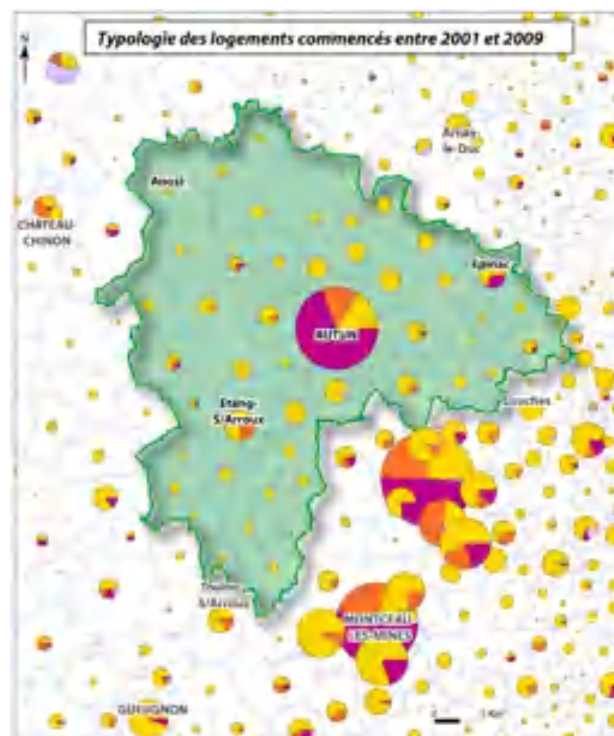 Typologie des logements commencés entre 2001 et 2009
N
Arnay-
le-Duc
Anost
CHÂTEAU-
CHINON
Epinac
AUTUN
Etang-
S/Arroux
Couches
Toulon-
S/Arroux
MONTCEAU-
LES-MINES
GUEUGNON